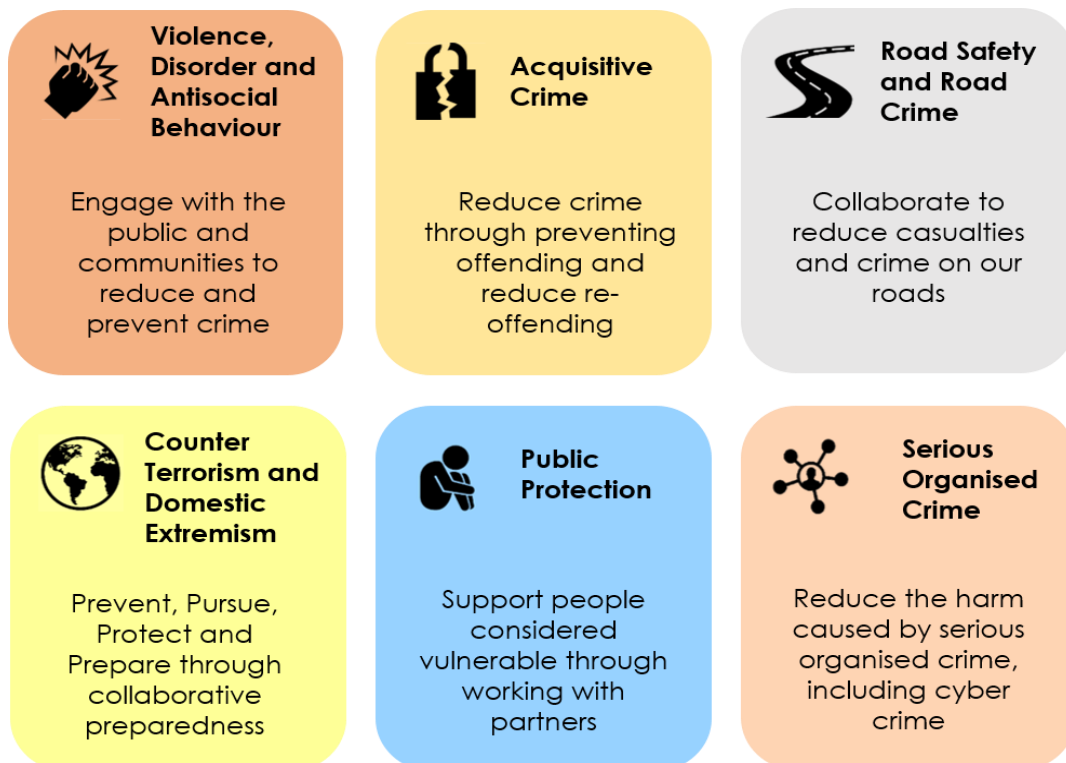 Violence,
Disorder and
Antisocial
Behaviour
Engage with the
public and
communities to
reduce and
prevent crime
Acquisitive
Crime
Reduce crime
through preventing
offending and
reduce re-
offending
Road Safety
and Road
Crime
Collaborate to
reduce casualties
and crime on our
roads
Counter
Terrorism and
Domestic
Extremism
Prevent, Pursue,
Protect and
Prepare through
collaborative
preparedness
Public
Protection
Support people
considered
vulnerable through
working with
partners
Serious
Organised
Crime
Reduce the harm
caused by serious
organised crime,
including cyber
crime